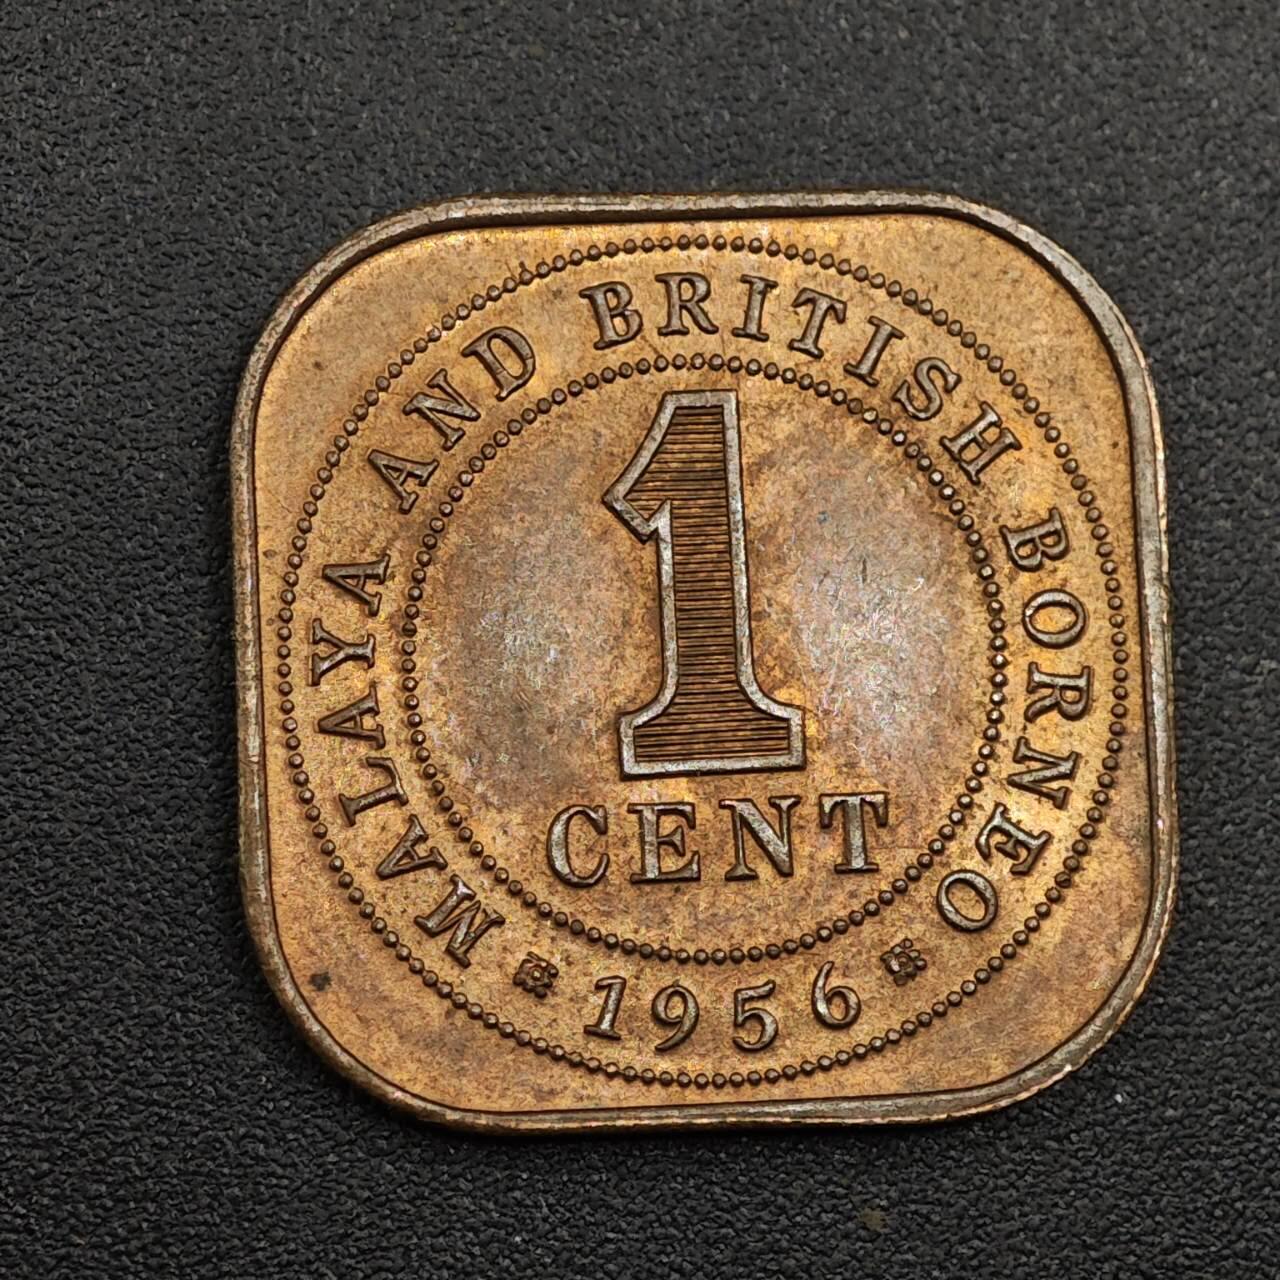 MALAYA AND BRITISH BORNEO
1
CENT
1956